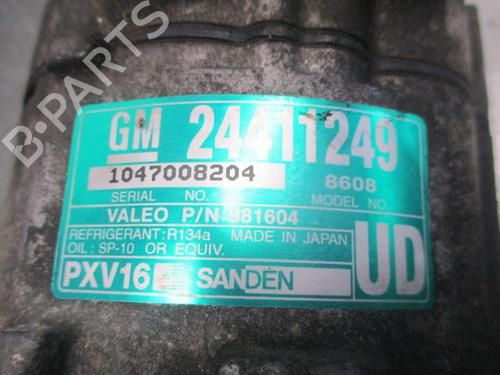 GM 24411249
1047008204 8608
SERIAL NO. MODEL NO.
VALEO P/N:981604
REFRIGERANT:R134a MADE IN JAPAN
OIL:SP-10 OR EQUIV.
PXV16 SANDEN UD
B-PARTS